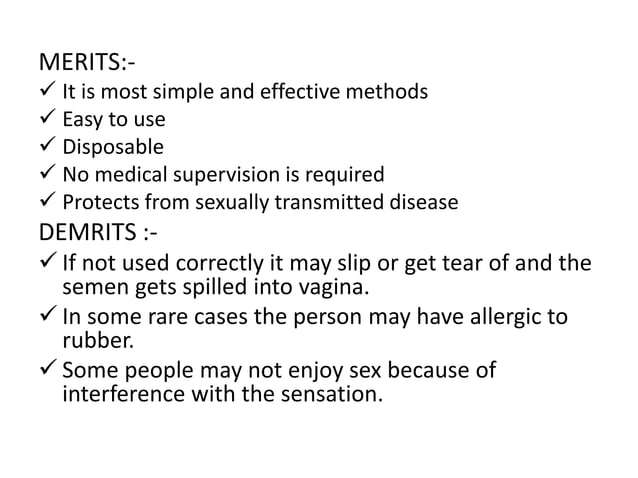 MERITS:-
✓ It is most simple and effective methods
✓ Easy to use
✓ Disposable
✓ No medical supervision is required
✓ Protects from sexually transmitted disease
DEMRITS :-
✓ If not used correctly it may slip or get tear of and the
semen gets spilled into vagina.
✓ In some rare cases the person may have allergic to
rubber.
✓ Some people may not enjoy sex because of
interference with the sensation.